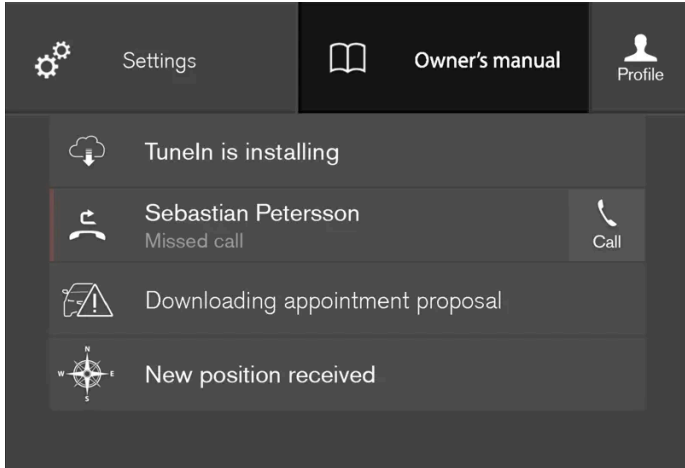 Settings
Owner's manual
Profile
TuneIn is installing
Sebastian Petersson
Missed call
Call
Downloading appointment proposal
N
W E
S
New position received